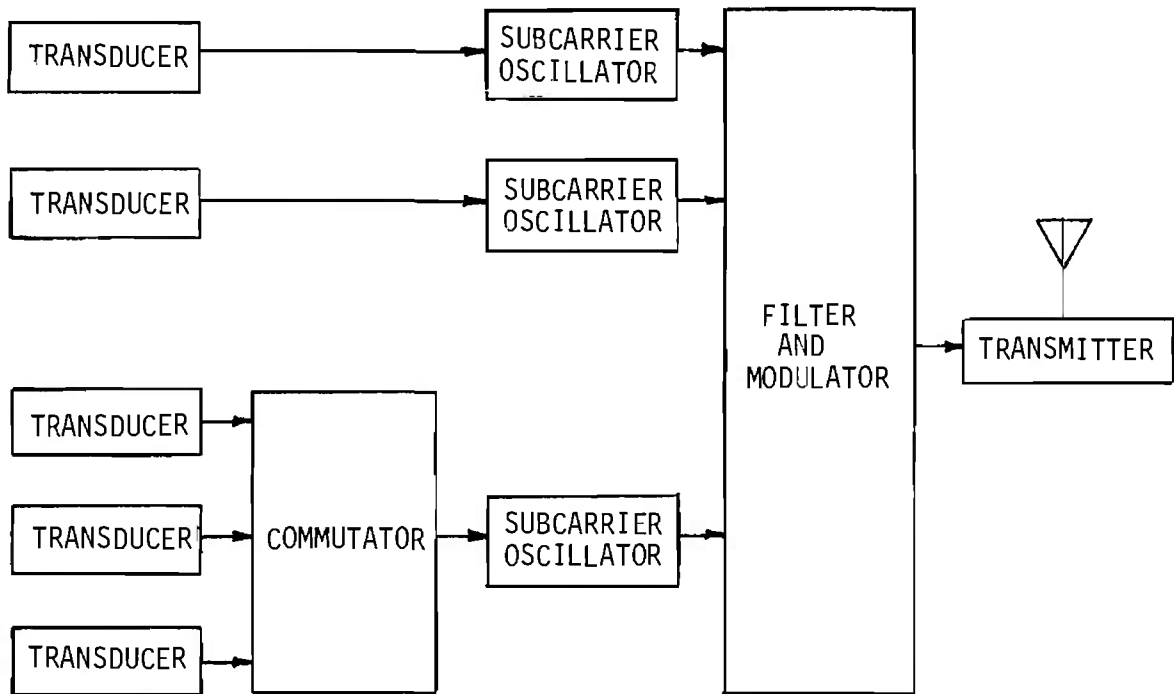 TRANSDUCER
SUBCARRIER
OSCILLATOR
TRANSDUCER
SUBCARRIER
OSCILLATOR
FILTER
AND
MODULATOR
TRANSMITTER
TRANSDUCER
TRANSDUCER
COMMUTATOR
SUBCARRIER
OSCILLATOR
TRANSDUCER